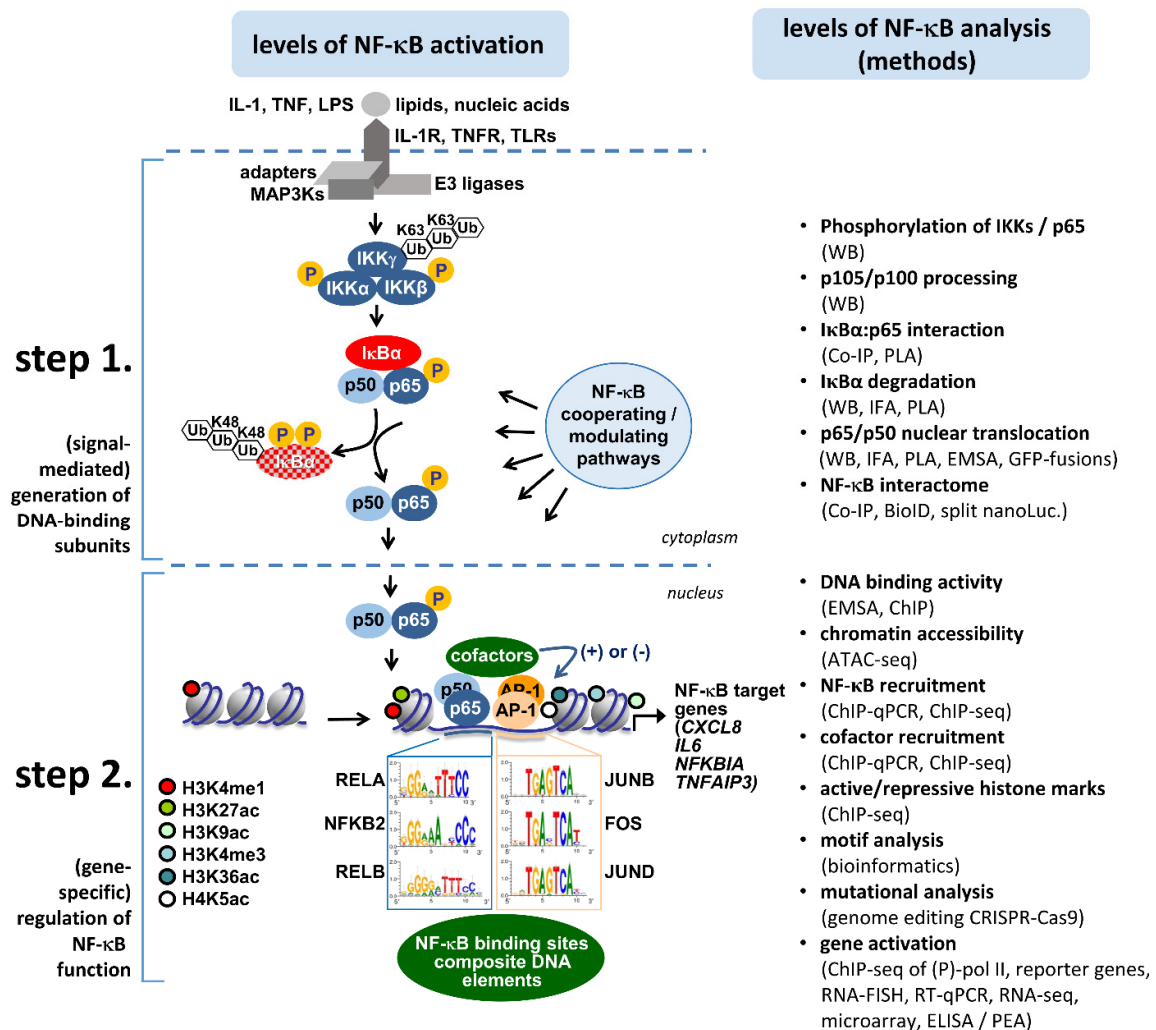 levels of NF-κB activation
levels of NF-κB analysis
(methods)
IL-1, TNF, LPS
lipids, nucleic acids
IL-1R, TNFR, TLRs
adapters
MAP3Ks
E3 ligases
K63
K63
Ub
Ub
Ub
IKKγ
P
P
IKKα
IKKβ
step 1.
(signal-
mediated)
generation of
DNA-binding
subunits
IκBα
P
p50
p65
K48
K48
Ub
Ub
Ub
P
P
IκBα
P
p50
p65
NF-κB
cooperating /
modulating
pathways
cytoplasm
nucleus
• Phosphorylation of IKKs / p65
(WB)
• p105/p100 processing
(WB)
• IκBα:p65 interaction
(Co-IP, PLA)
• IκBα degradation
(WB, IFA, PLA)
• p65/p50 nuclear translocation
(WB, IFA, PLA, EMSA, GFP-fusions)
• NF-κB interactome
(Co-IP, BioID, split nanoLuc.)
step 2.
(gene-
specific)
regulation of
NF-κB
function
P
p50
p65
cofactors
(+) or (-)
p50
p65
AP-1
AP-1
NF-κB target
genes
(CXCL8
IL6
NFKBIA
TNFAIP3)
H3K4me1
H3K27ac
H3K9ac
H3K4me3
H3K36ac
H4K5ac
RELA
NFKB2
RELB
JUNB
FOS
JUND
NF-κB binding sites
composite DNA
elements
• DNA binding activity
(EMSA, ChIP)
• chromatin accessibility
(ATAC-seq)
• NF-κB recruitment
(ChIP-qPCR, ChIP-seq)
• cofactor recruitment
(ChIP-qPCR, ChIP-seq)
• active/repressive histone marks
(ChIP-seq)
• motif analysis
(bioinformatics)
• mutational analysis
(genome editing CRISPR-Cas9)
• gene activation
(ChIP-seq of (P)-pol II, reporter genes,
RNA-FISH, RT-qPCR, RNA-seq,
microarray, ELISA / PEA)